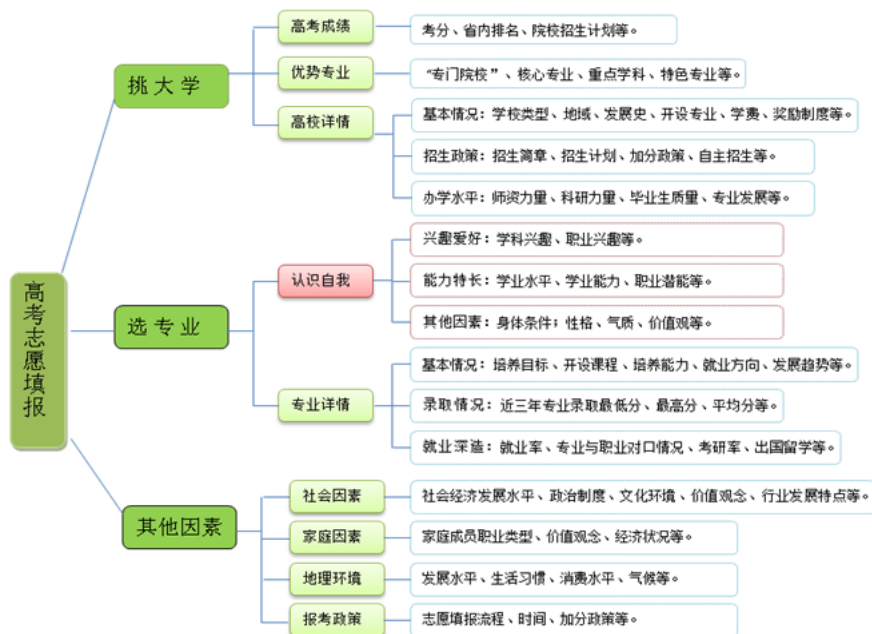 高考志愿填报
挑大学
高考成绩
考分、省内排名、院校招生计划等。
优势专业
“专门院校”、核心专业、重点学科、特色专业等。
高校详情
基本情况：学校类型、地域、发展史、开设专业、学费、奖励制度等。
招生政策：招生简章、招生计划、加分政策、自主招生等。
办学水平：师资力量、科研力量、毕业生质量、专业发展等。
选专业
认识自我
兴趣爱好：学科兴趣、职业兴趣等。
能力特长：学业水平、学业能力、职业潜能等。
其他因素：身体条件；性格、气质、价值观等。
专业详情
基本情况：培养目标、开设课程、培养能力、就业方向、发展趋势等。
录取情况：近三年专业录取最低分、最高分、平均分等。
就业深造：就业率、专业与职业对口情况、考研率、出国留学等。
其他因素
社会因素
社会经济发展水平、政治制度、文化环境、价值观念、行业发展特点等。
家庭因素
家庭成员职业类型、价值观念、经济状况等。
地理环境
发展水平、生活习惯、消费水平、气候等。
报考政策
志愿填报流程、时间、加分政策等。